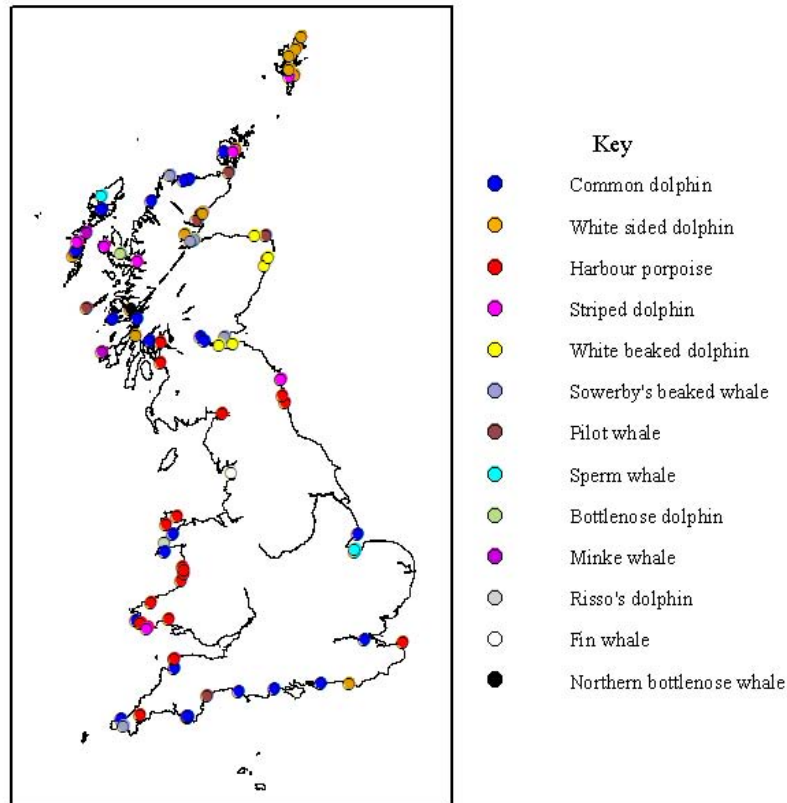 Key
Common dolphin
White sided dolphin
Harbour porpoise
Striped dolphin
White beaked dolphin
Sowerby's beaked whale
Pilot whale
Sperm whale
Bottlenose dolphin
Minke whale
Risso's dolphin
Fin whale
Northern bottlenose whale